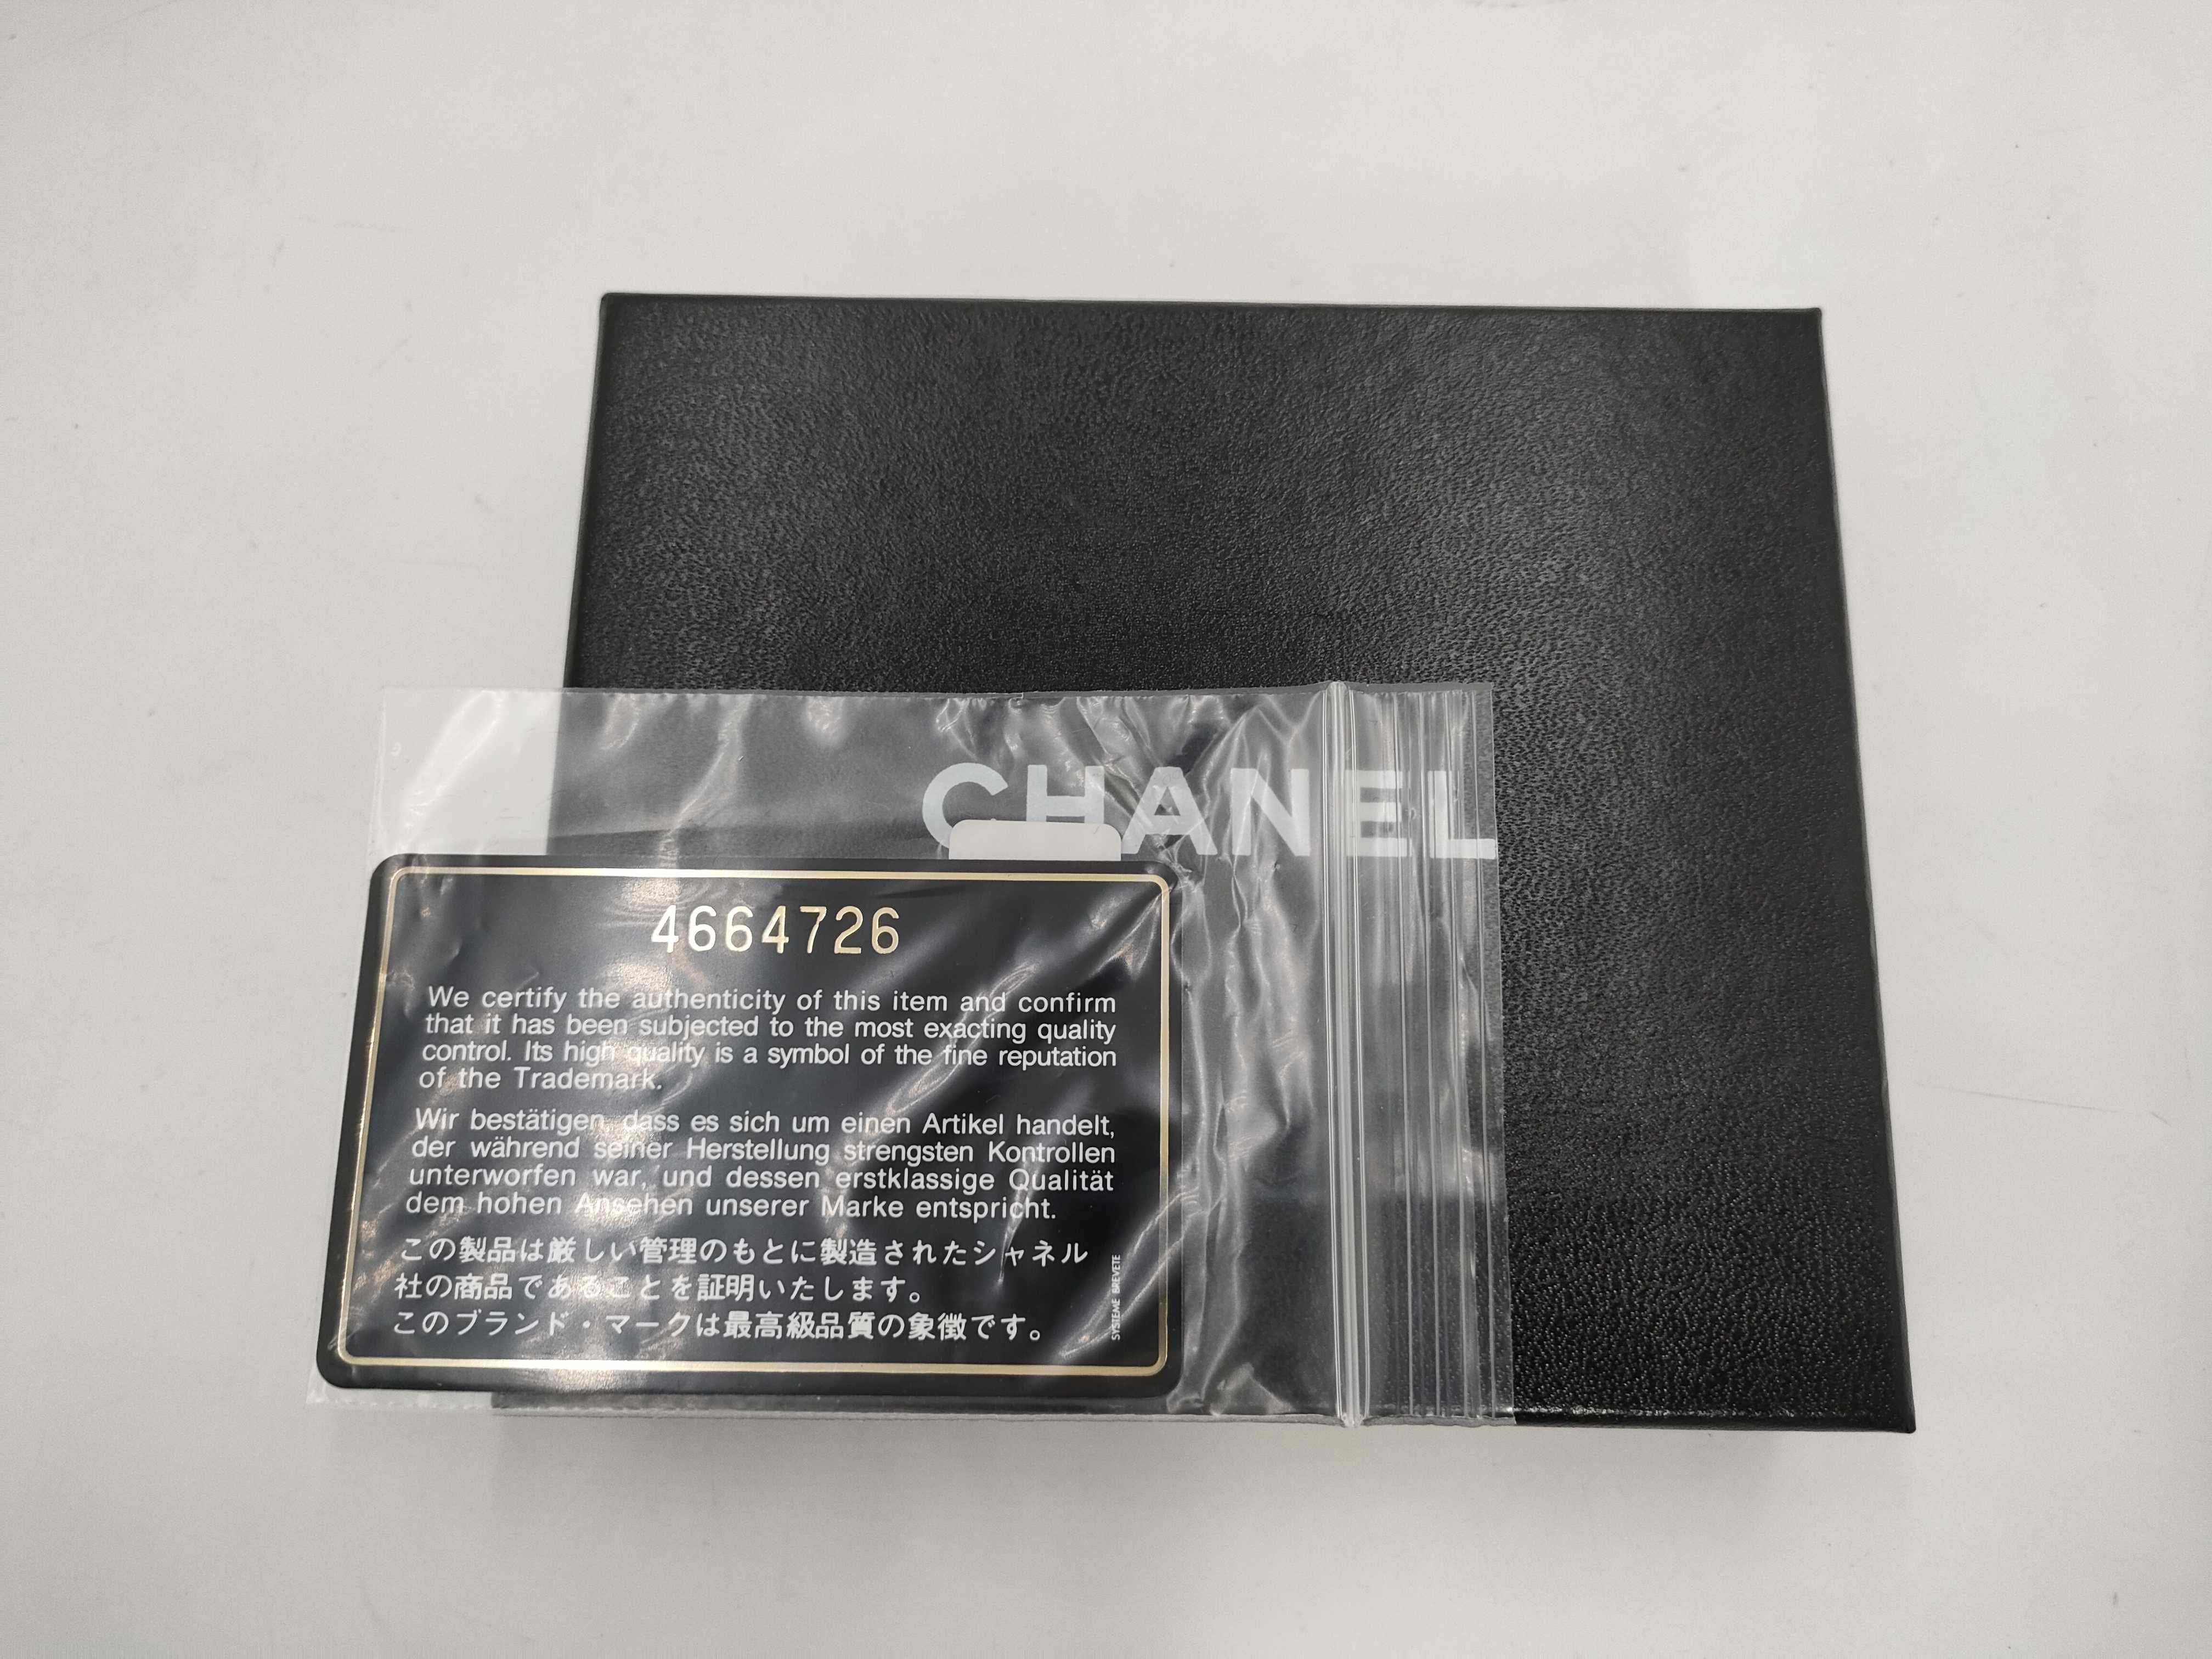 CHANEL
4664726
We certify the authenticity of this item and confirm
that it has been subjected to the most exacting quality
control. Its high quality is a symbol of the fine reputation
of the Trademark.
Wir bestätigen, dass es sich um einen Artikel handelt,
der während seiner Herstellung strengsten Kontrollen
unterworfen war, und dessen erstklassige Qualität
dem hohen Ansehen unserer Marke entspricht.
この製品は厳しい管理のもとに製造されたシャネル
社の商品であることを証明いたします。
このブランド・マークは最高級品質の象徴です。
SYSTEME BREVETE